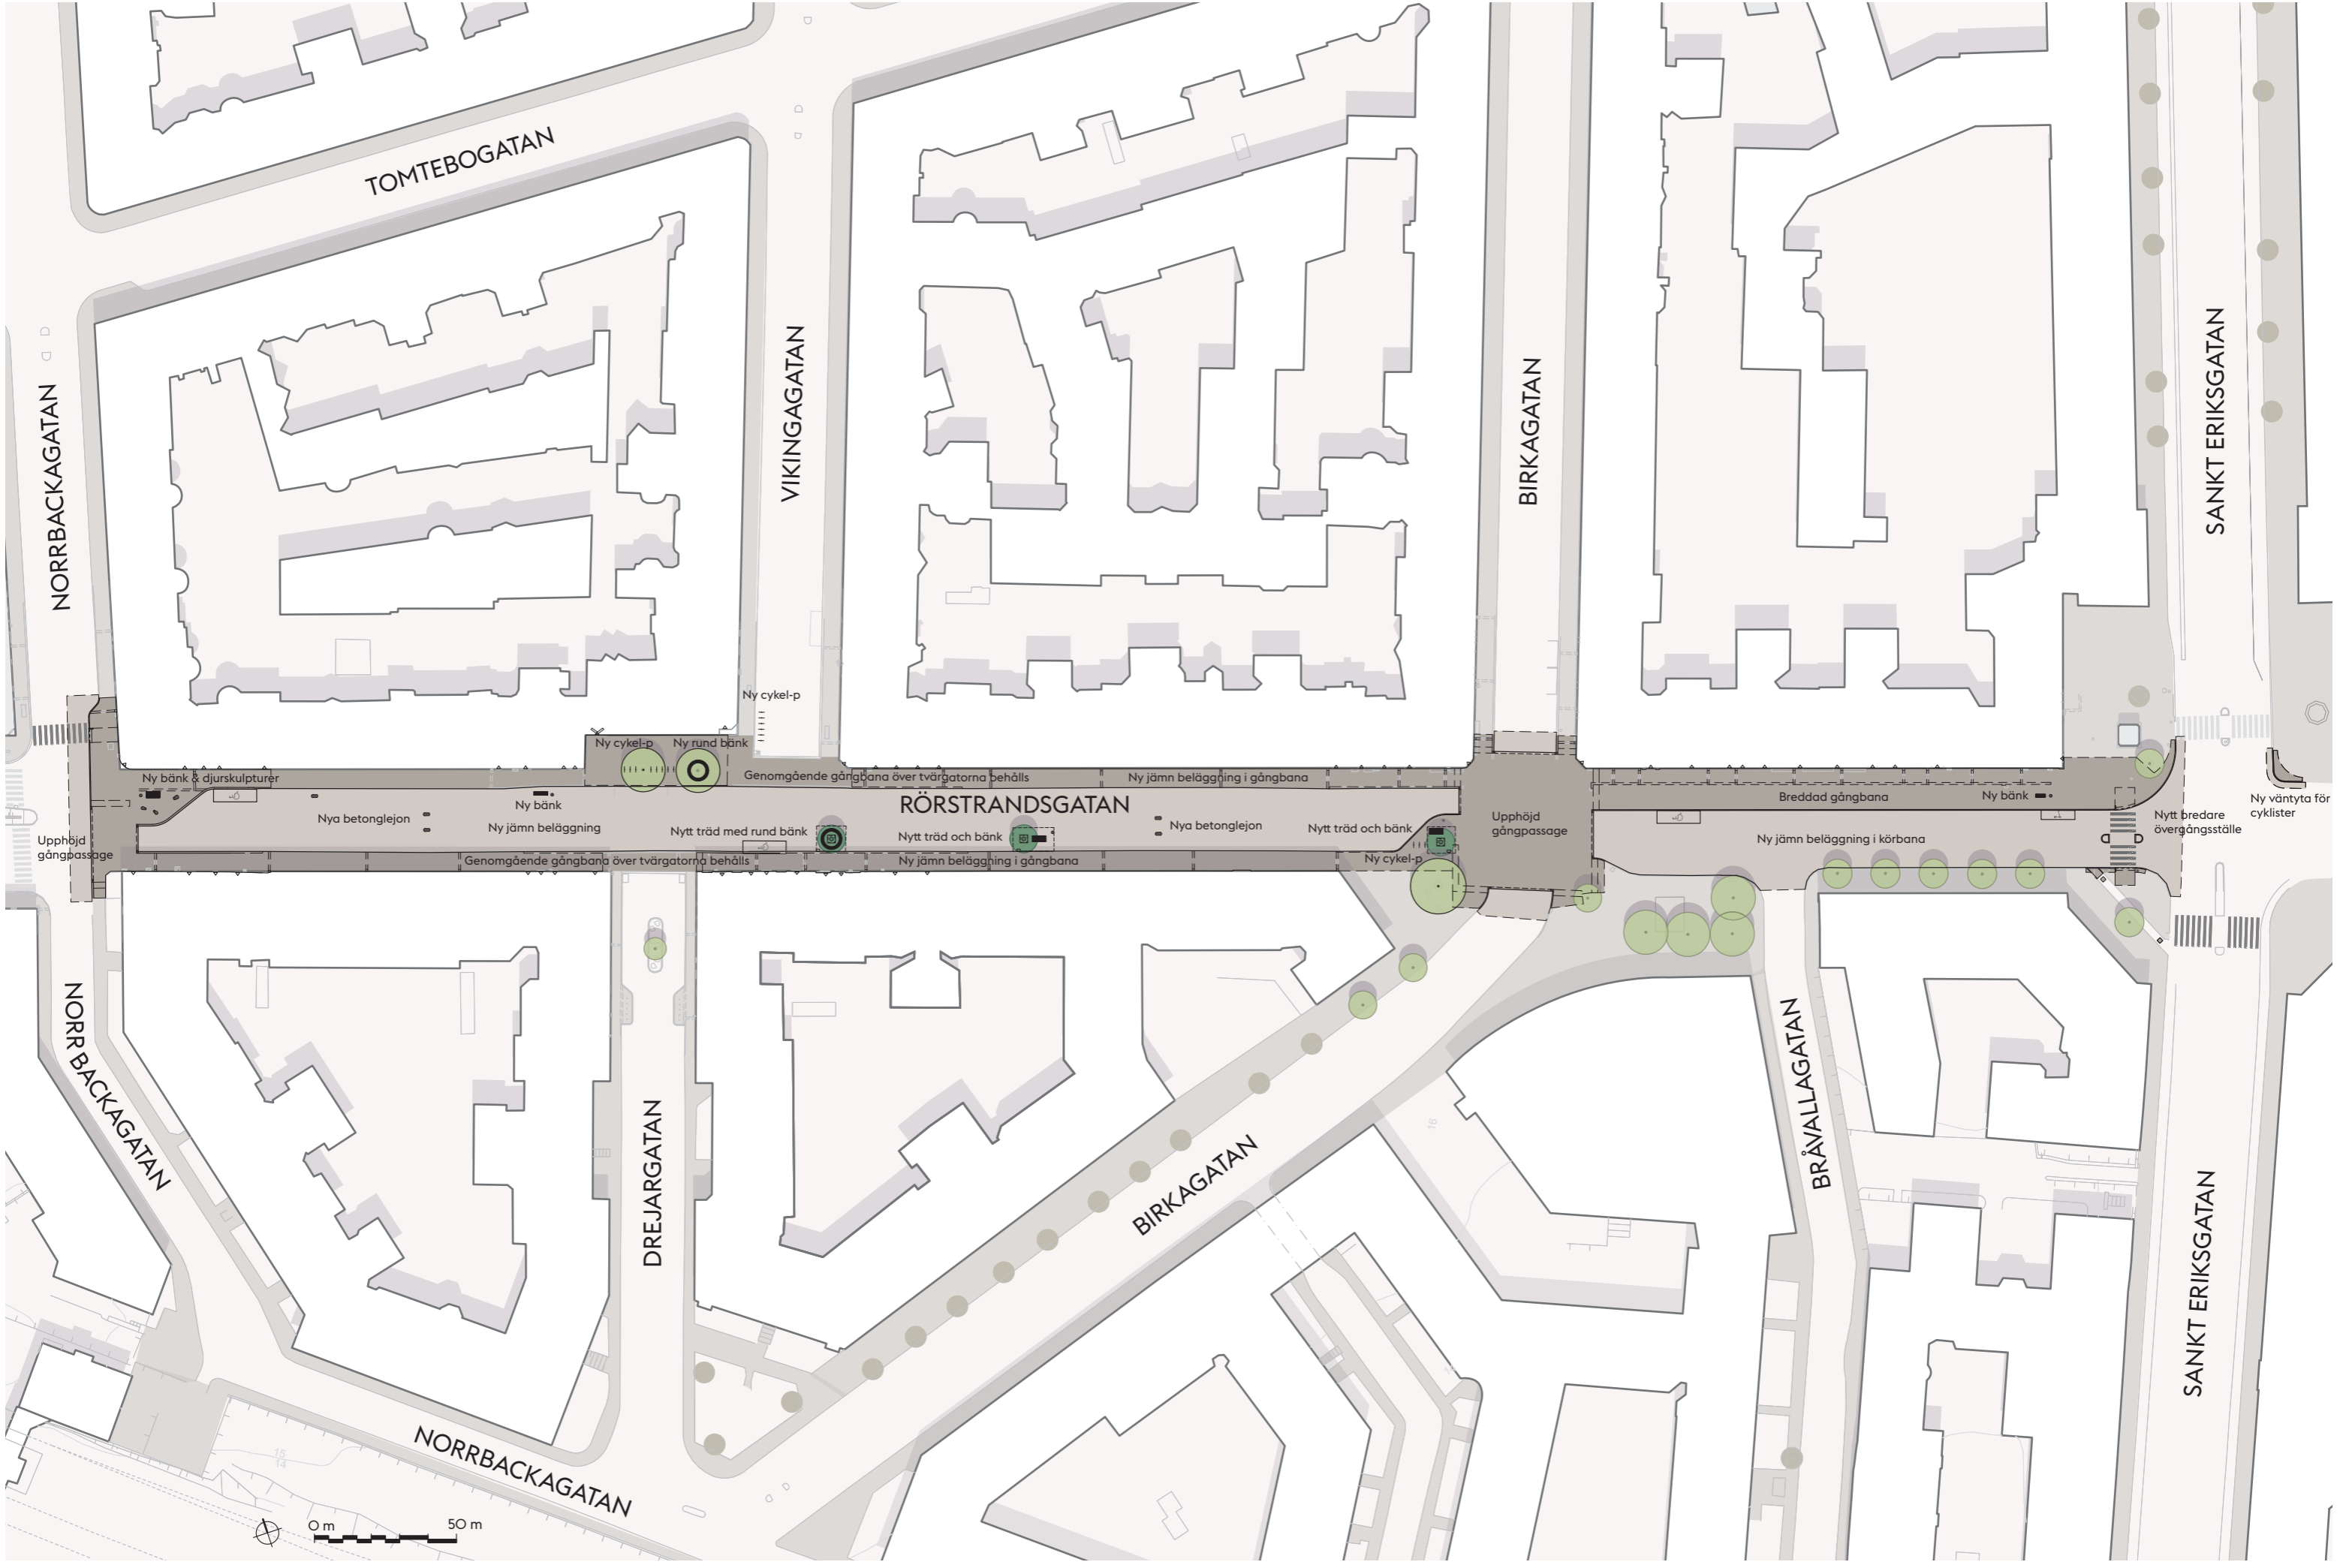 TOMTEBOGATAN
NORRBACKAGATAN
VIKINGAGATAN
BIRKAGATAN
SANKT ERIKSGATAN
Ny cykel-p
Ny cykel-p
Ny rund bänk
Ny bänk & djurskulpturer
Genomgående gångbana över tvärgatorna behålls
Ny jämn beläggning i gångbana
Upphöjd
gångpassage
Nya betonglejon
Ny bänk
Ny jämn beläggning
RÖRSTRANDSGATAN
Nytt träd med rund bänk
Nytt träd och bänk
Nya betonglejon
Nytt träd och bänk
Ny cykel-p
Genomgående gångbana över tvärgatorna behålls
Ny jämn beläggning i gångbana
Upphöjd
gångpassage
Breddad gångbana
Ny bänk
Ny jämn beläggning i körbana
Nytt bredare
övergångsställe
Ny väntyta för
cyklister
NORRBACKAGATAN
DREJARGATAN
BIRKAGATAN
BRÅVALLAGATAN
SANKT ERIKSGATAN
16
NORRBACKAGATAN
15
14
0 m
50 m